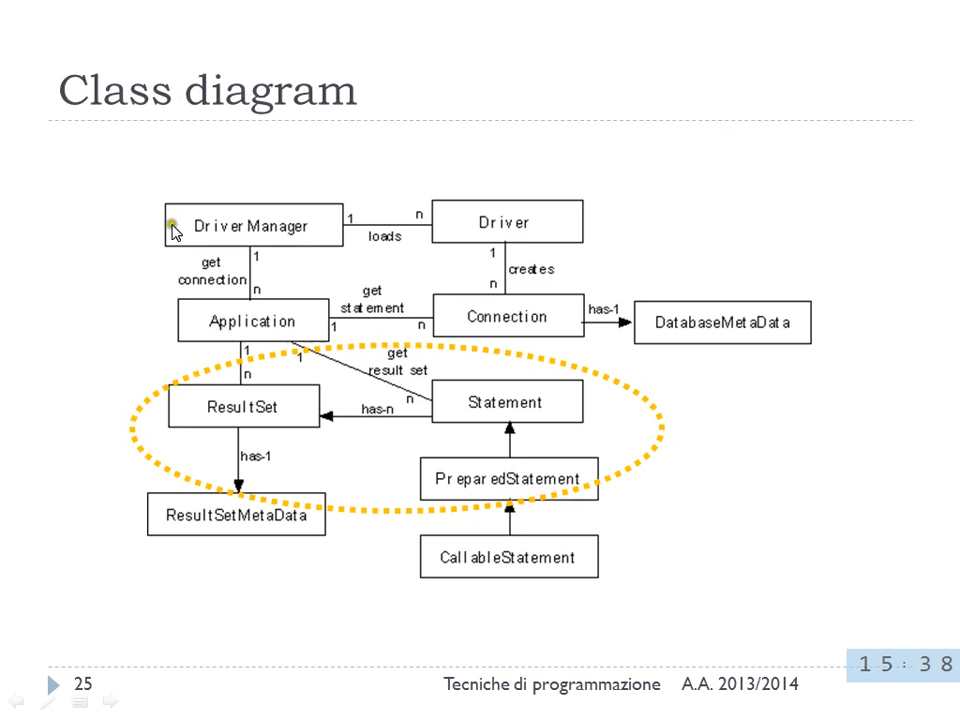 Class diagram
DriverManager
1
n
loads
Driver
get
connection
1
n
1
n
creates
get
statement
Application
1
n
Connection
has-1
DatabaseMetaData
1
n
1
get
result set
n
ResultSet
has-n
Statement
has-1
PreparedStatement
ResultSetMetaData
CallableStatement
25
Tecniche di programmazione
A.A. 2013/2014
15:38